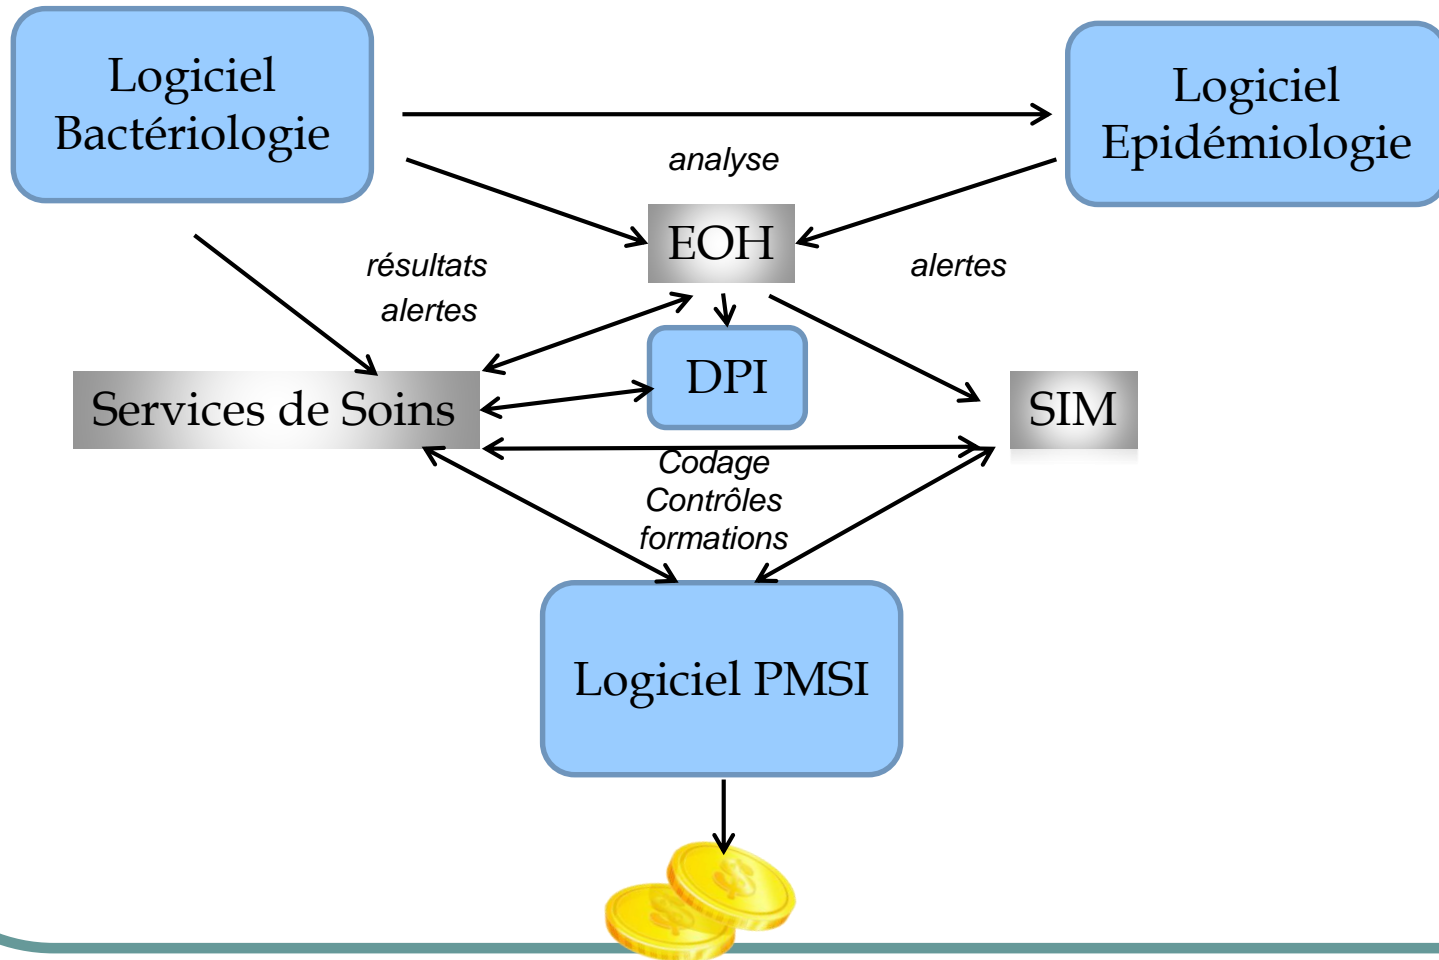 Logiciel
Bactériologie
Logiciel
Epidémiologie
analyse
EOH
résultats
alertes
alertes
DPI
Services de Soins
SIM
Codage
Contrôles
formations
Logiciel PMSI